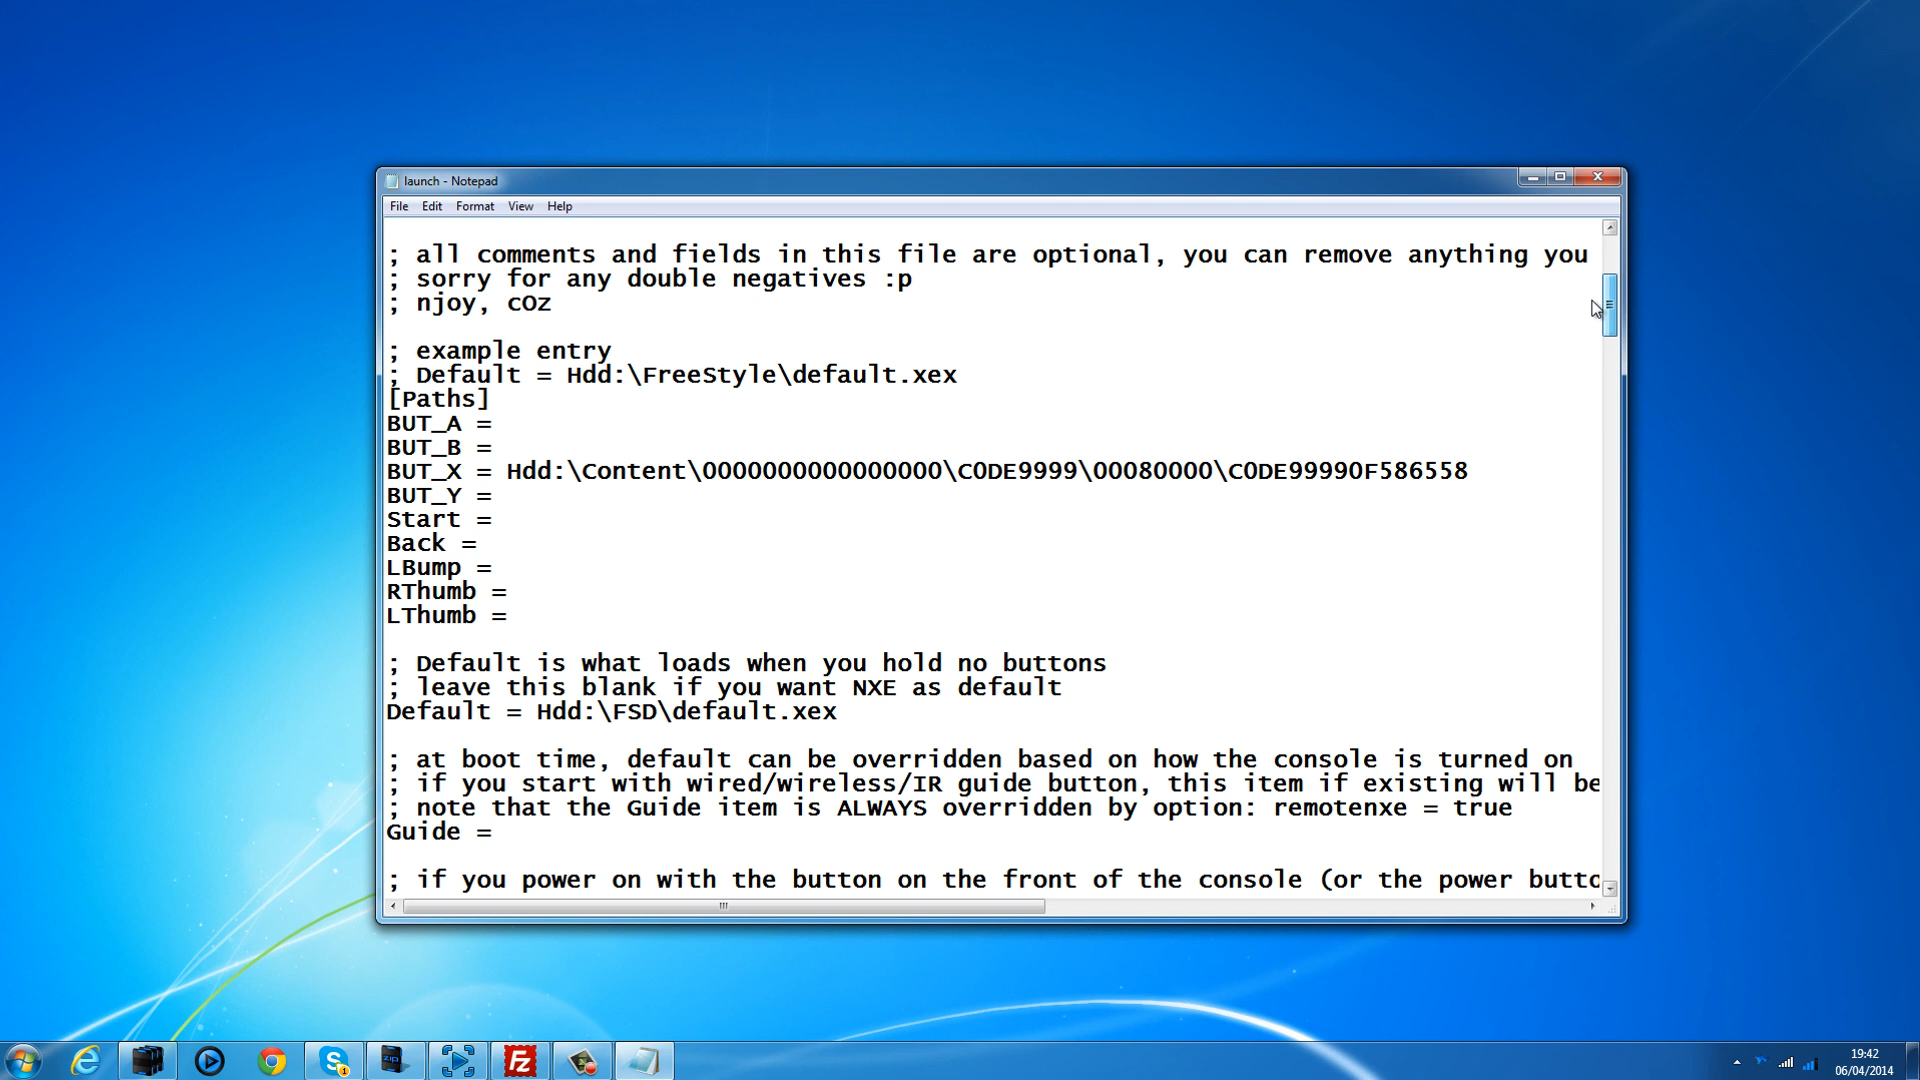 launch - Notepad
File Edit Format View Help
; all comments and fields in this file are optional, you can remove anything you
; sorry for any double negatives :p
; njoy, cOz
; example entry
; Default = Hdd:\FreeStyle\default.xex
[Paths]
BUT_A =
BUT_B =
BUT_X = Hdd:\Content\0000000000000000\C0DE9999\00080000\C0DE99990F586558
BUT_Y =
Start =
Back =
LBump =
RThumb =
LThumb =
; Default is what loads when you hold no buttons
; leave this blank if you want NXE as default
Default = Hdd:\FSD\default.xex
; at boot time, default can be overridden based on how the console is turned on
; if you start with wired/wireless/IR guide button, this item if existing will be
; note that the Guide item is ALWAYS overridden by option: remotenxe = true
Guide =
; if you power on with the button on the front of the console (or the power butto
ZIP
S
1
Fz
19:42
06/04/2014